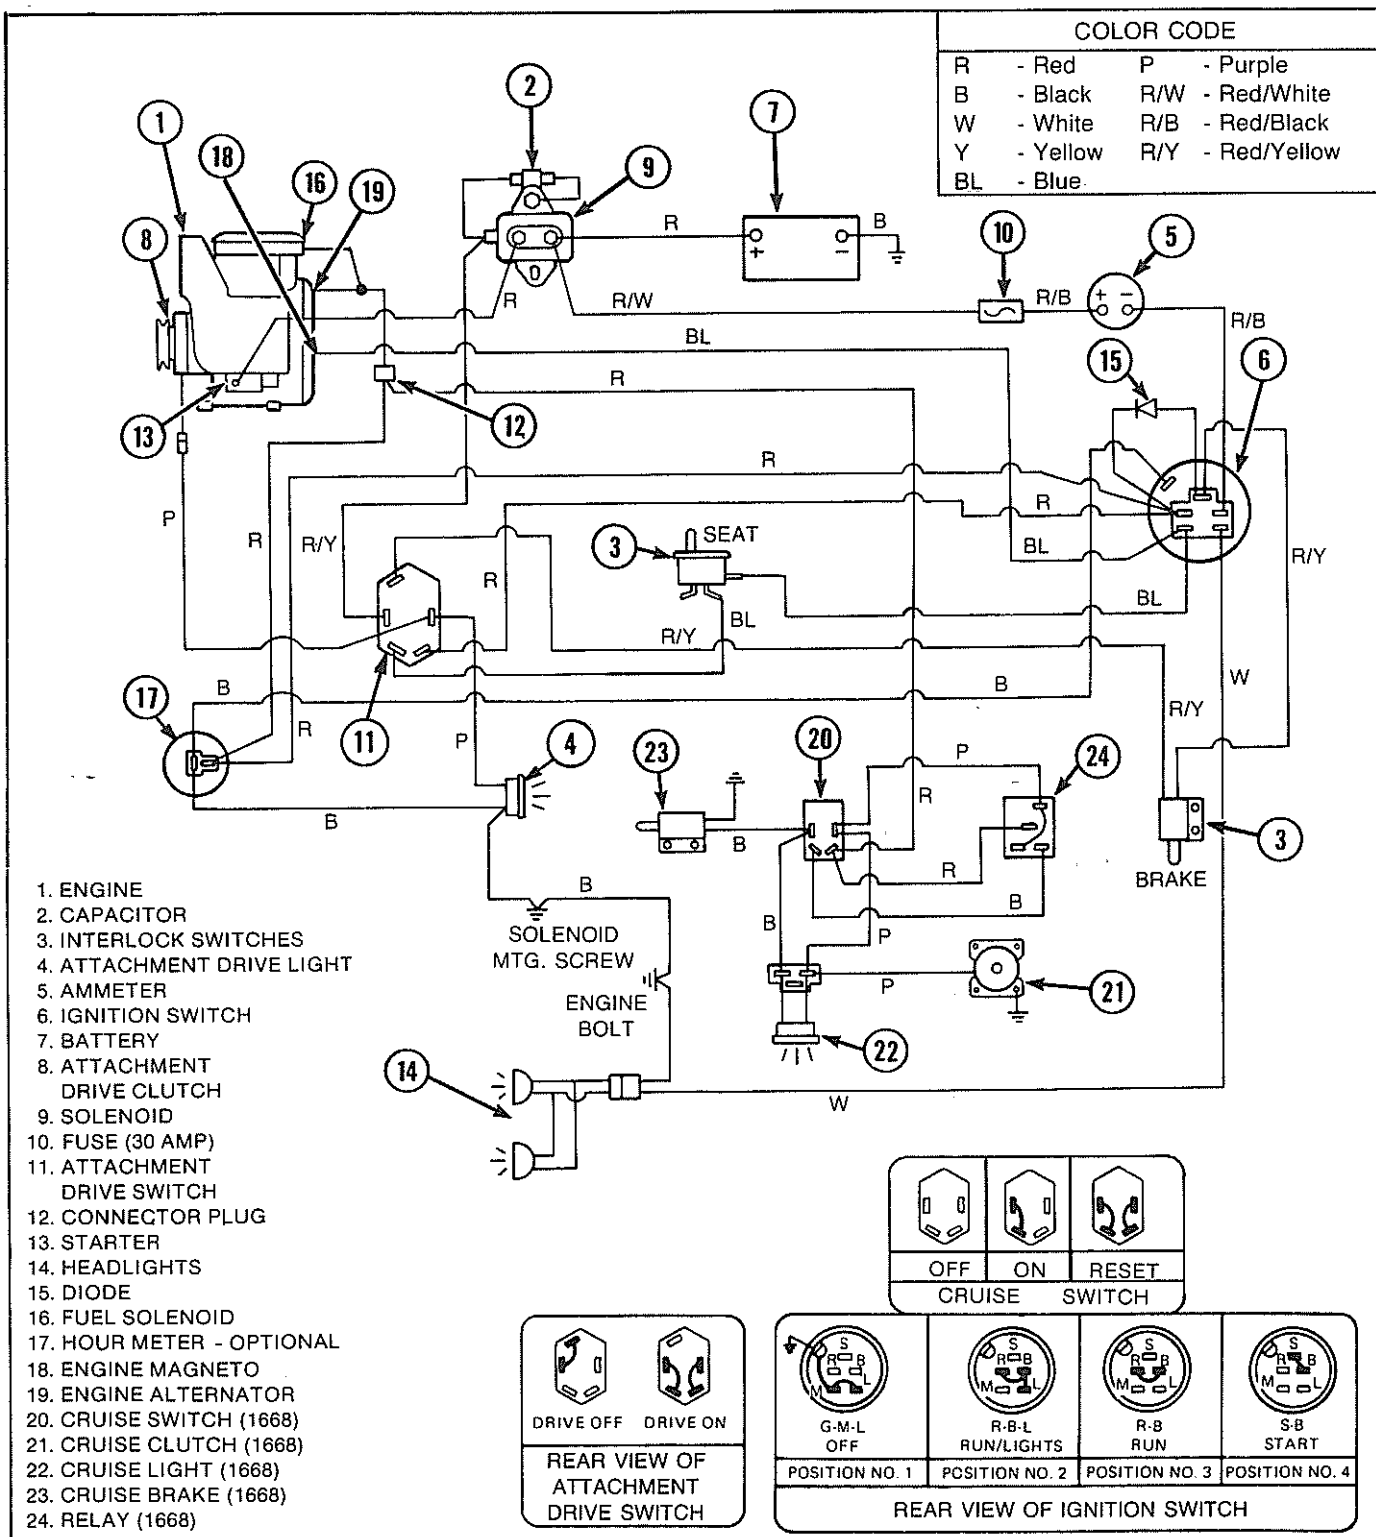 COLOR CODE
R - Red P - Purple
B - Black R/W - Red/White
W - White R/B - Red/Black
Y - Yellow R/Y - Red/Yellow
BL - Blue
2
1
7
18
9
16
19
8
10
5
R
B
+ -
R
R/W
R/B
+ -
R/B
BL
15
6
R
13
12
R
P
R
R/Y
R
3
SEAT
R
BL
R/Y
BL
BL
R/Y
B
B
W
17
R
11
P
4
R/Y
23
20
P
24
R
B
B
3
R
BRAKE
B
B
B
P
SOLENOID
MTG. SCREW
P
21
ENGINE
BOLT
22
14
W
1. ENGINE
2. CAPACITOR
3. INTERLOCK SWITCHES
4. ATTACHMENT DRIVE LIGHT
5. AMMETER
6. IGNITION SWITCH
7. BATTERY
8. ATTACHMENT
DRIVE CLUTCH
9. SOLENOID
10. FUSE (30 AMP)
11. ATTACHMENT
DRIVE SWITCH
12. CONNECTOR PLUG
13. STARTER
14. HEADLIGHTS
15. DIODE
16. FUEL SOLENOID
17. HOUR METER - OPTIONAL
18. ENGINE MAGNETO
19. ENGINE ALTERNATOR
20. CRUISE SWITCH (1668)
21. CRUISE CLUTCH (1668)
22. CRUISE LIGHT (1668)
23. CRUISE BRAKE (1668)
24. RELAY (1668)
OFF ON RESET
CRUISE SWITCH
DRIVE OFF DRIVE ON
REAR VIEW OF
ATTACHMENT
DRIVE SWITCH
S S S S
R B R B R B R B
M L M L M L M L
G-M-L R-B-L R-B S-B
OFF RUN/LIGHTS RUN START
POSITION NO. 1 POSITION NO. 2 POSITION NO. 3 POSITION NO. 4
REAR VIEW OF IGNITION SWITCH